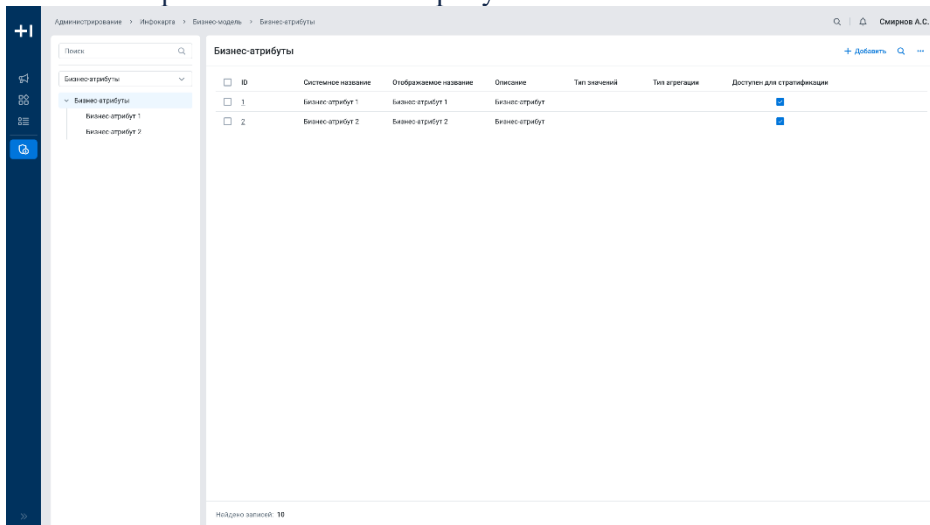 Администрирование > Инфокарта > Бизнес-модель > Бизнес-атрибуты
Смирнов А.С.
Поиск
Бизнес-атрибуты
Бизнес-атрибуты
Бизнес-атрибут 1
Бизнес-атрибут 2
Бизнес-атрибуты
+ Добавить
ID Системное название Отображаемое название Описание Тип значений Тип агрегации Доступен для стратификации
1 Бизнес-атрибут 1 Бизнес-атрибут 1 Бизнес-атрибут
2 Бизнес-атрибут 2 Бизнес-атрибут 2 Бизнес-атрибут
Найдено записей: 10